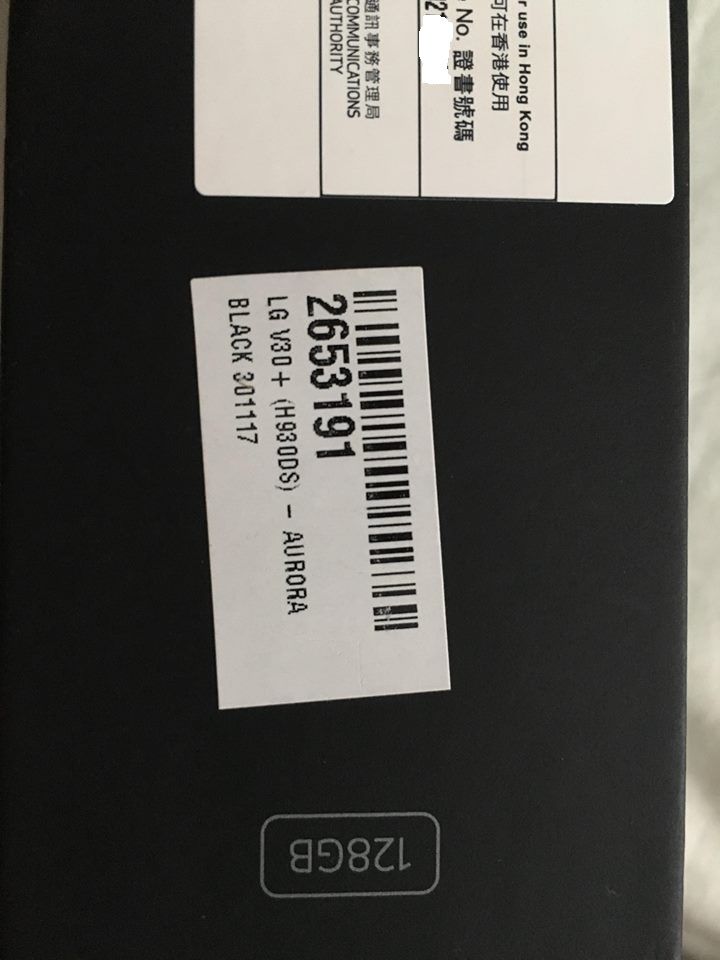 use in Hong Kong
可在香港使用
No. 證書號碼
通訊事務管理局
COMMUNICATIONS
AUTHORITY
2653191
LG V30+ (H930DS) - AURORA
BLACK 301117
128GB